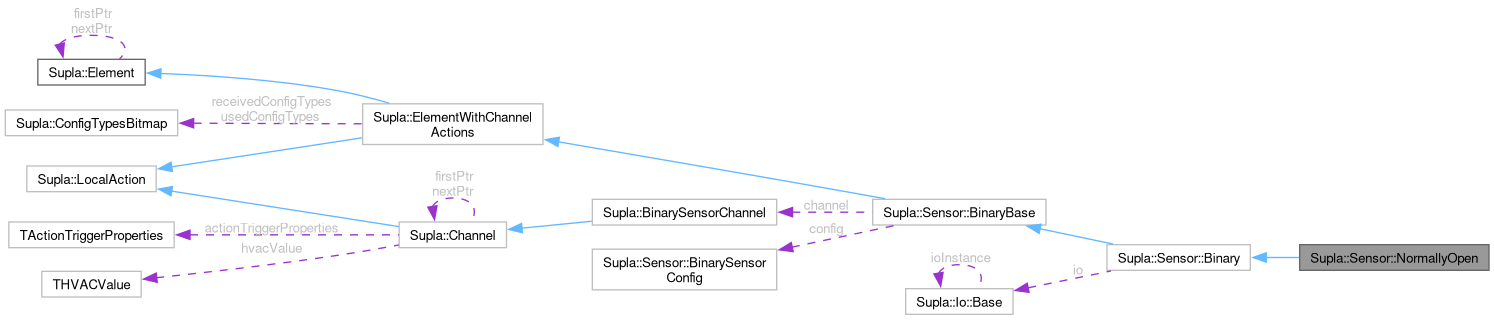 firstPtr
nextPtr
Supla::Element
receivedConfigTypes
usedConfigTypes
Supla::ConfigTypesBitmap
Supla::ElementWithChannel
Actions
Supla::LocalAction
firstPtr
nextPtr
Supla::Channel
actionTriggerProperties
TActionTriggerProperties
hvacValue
THVACValue
Supla::BinarySensorChannel
channel
Supla::Sensor::BinaryBase
config
Supla::Sensor::BinarySensor
Config
ioInstance
Supla::Io::Base
io
Supla::Sensor::Binary
Supla::Sensor::NormallyOpen